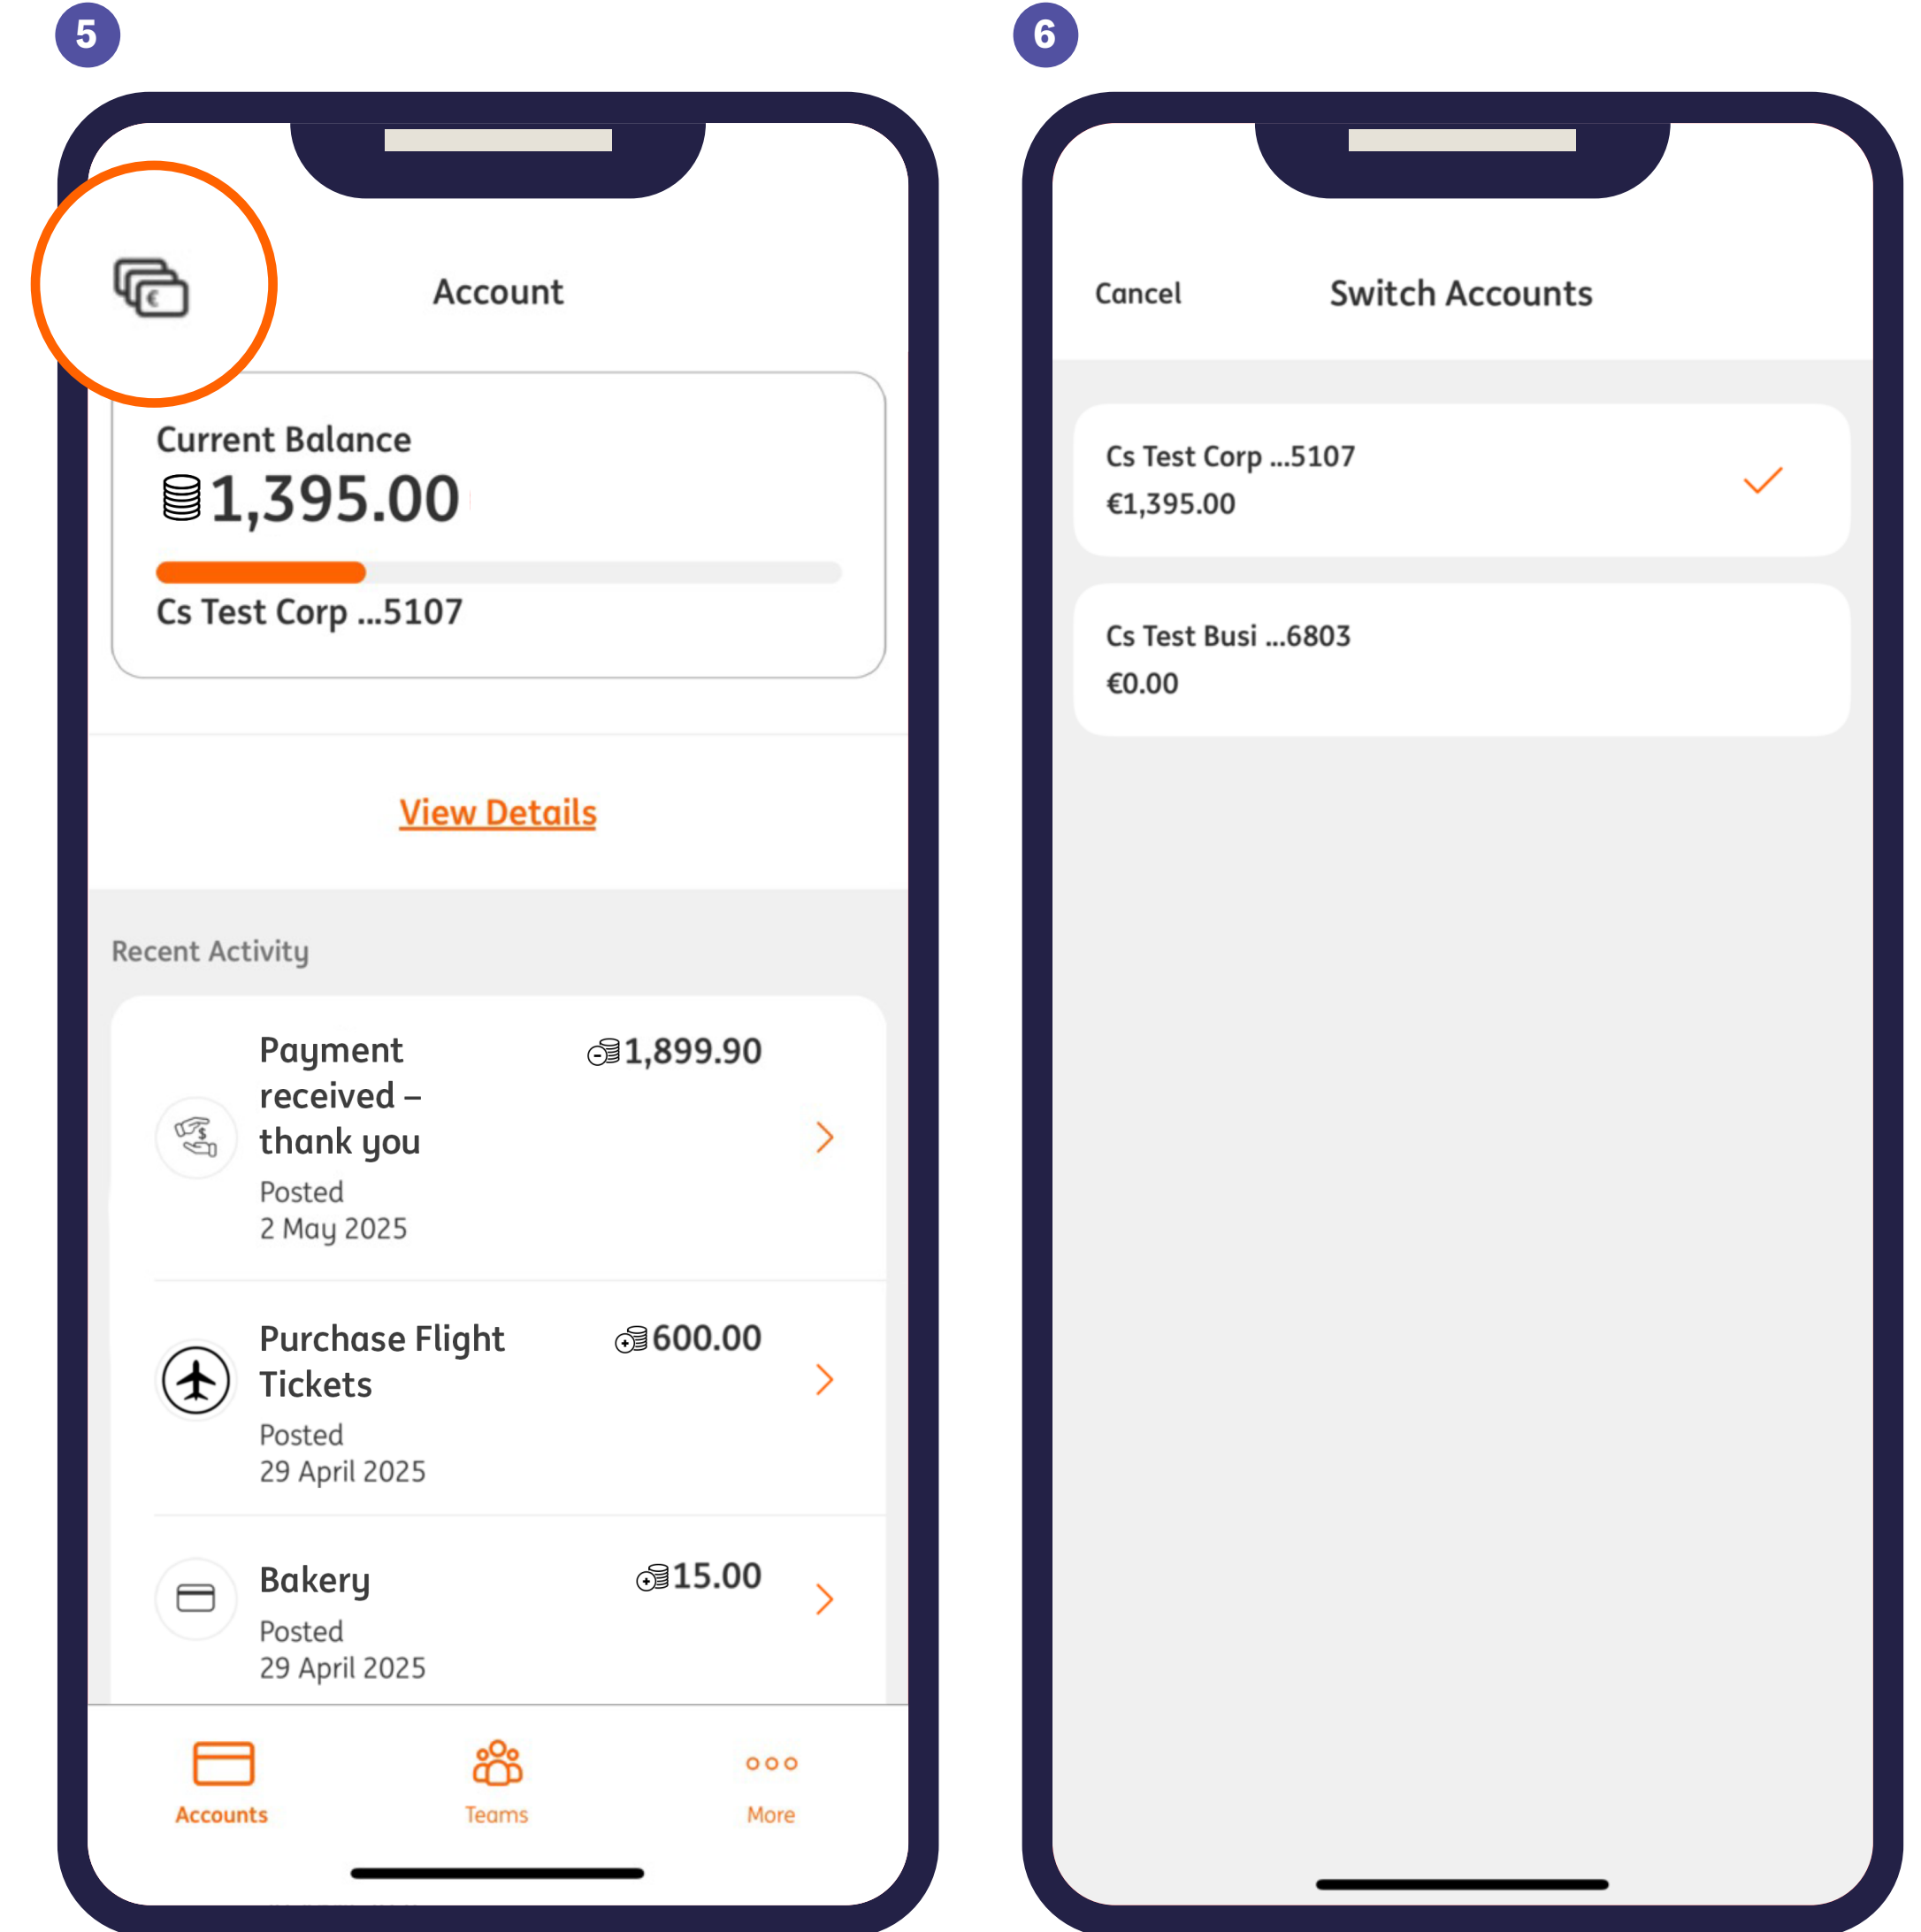 5
Account
Current Balance
1,395.00
Cs Test Corp ...5107
View Details
Recent Activity
Payment
received –
thank you
1,899.90
Posted
2 May 2025
Purchase Flight
Tickets
600.00
Posted
29 April 2025
Bakery
15.00
Posted
29 April 2025
Accounts
Teams
More
6
Cancel
Switch Accounts
Cs Test Corp ...5107
€1,395.00
Cs Test Busi ...6803
€0.00